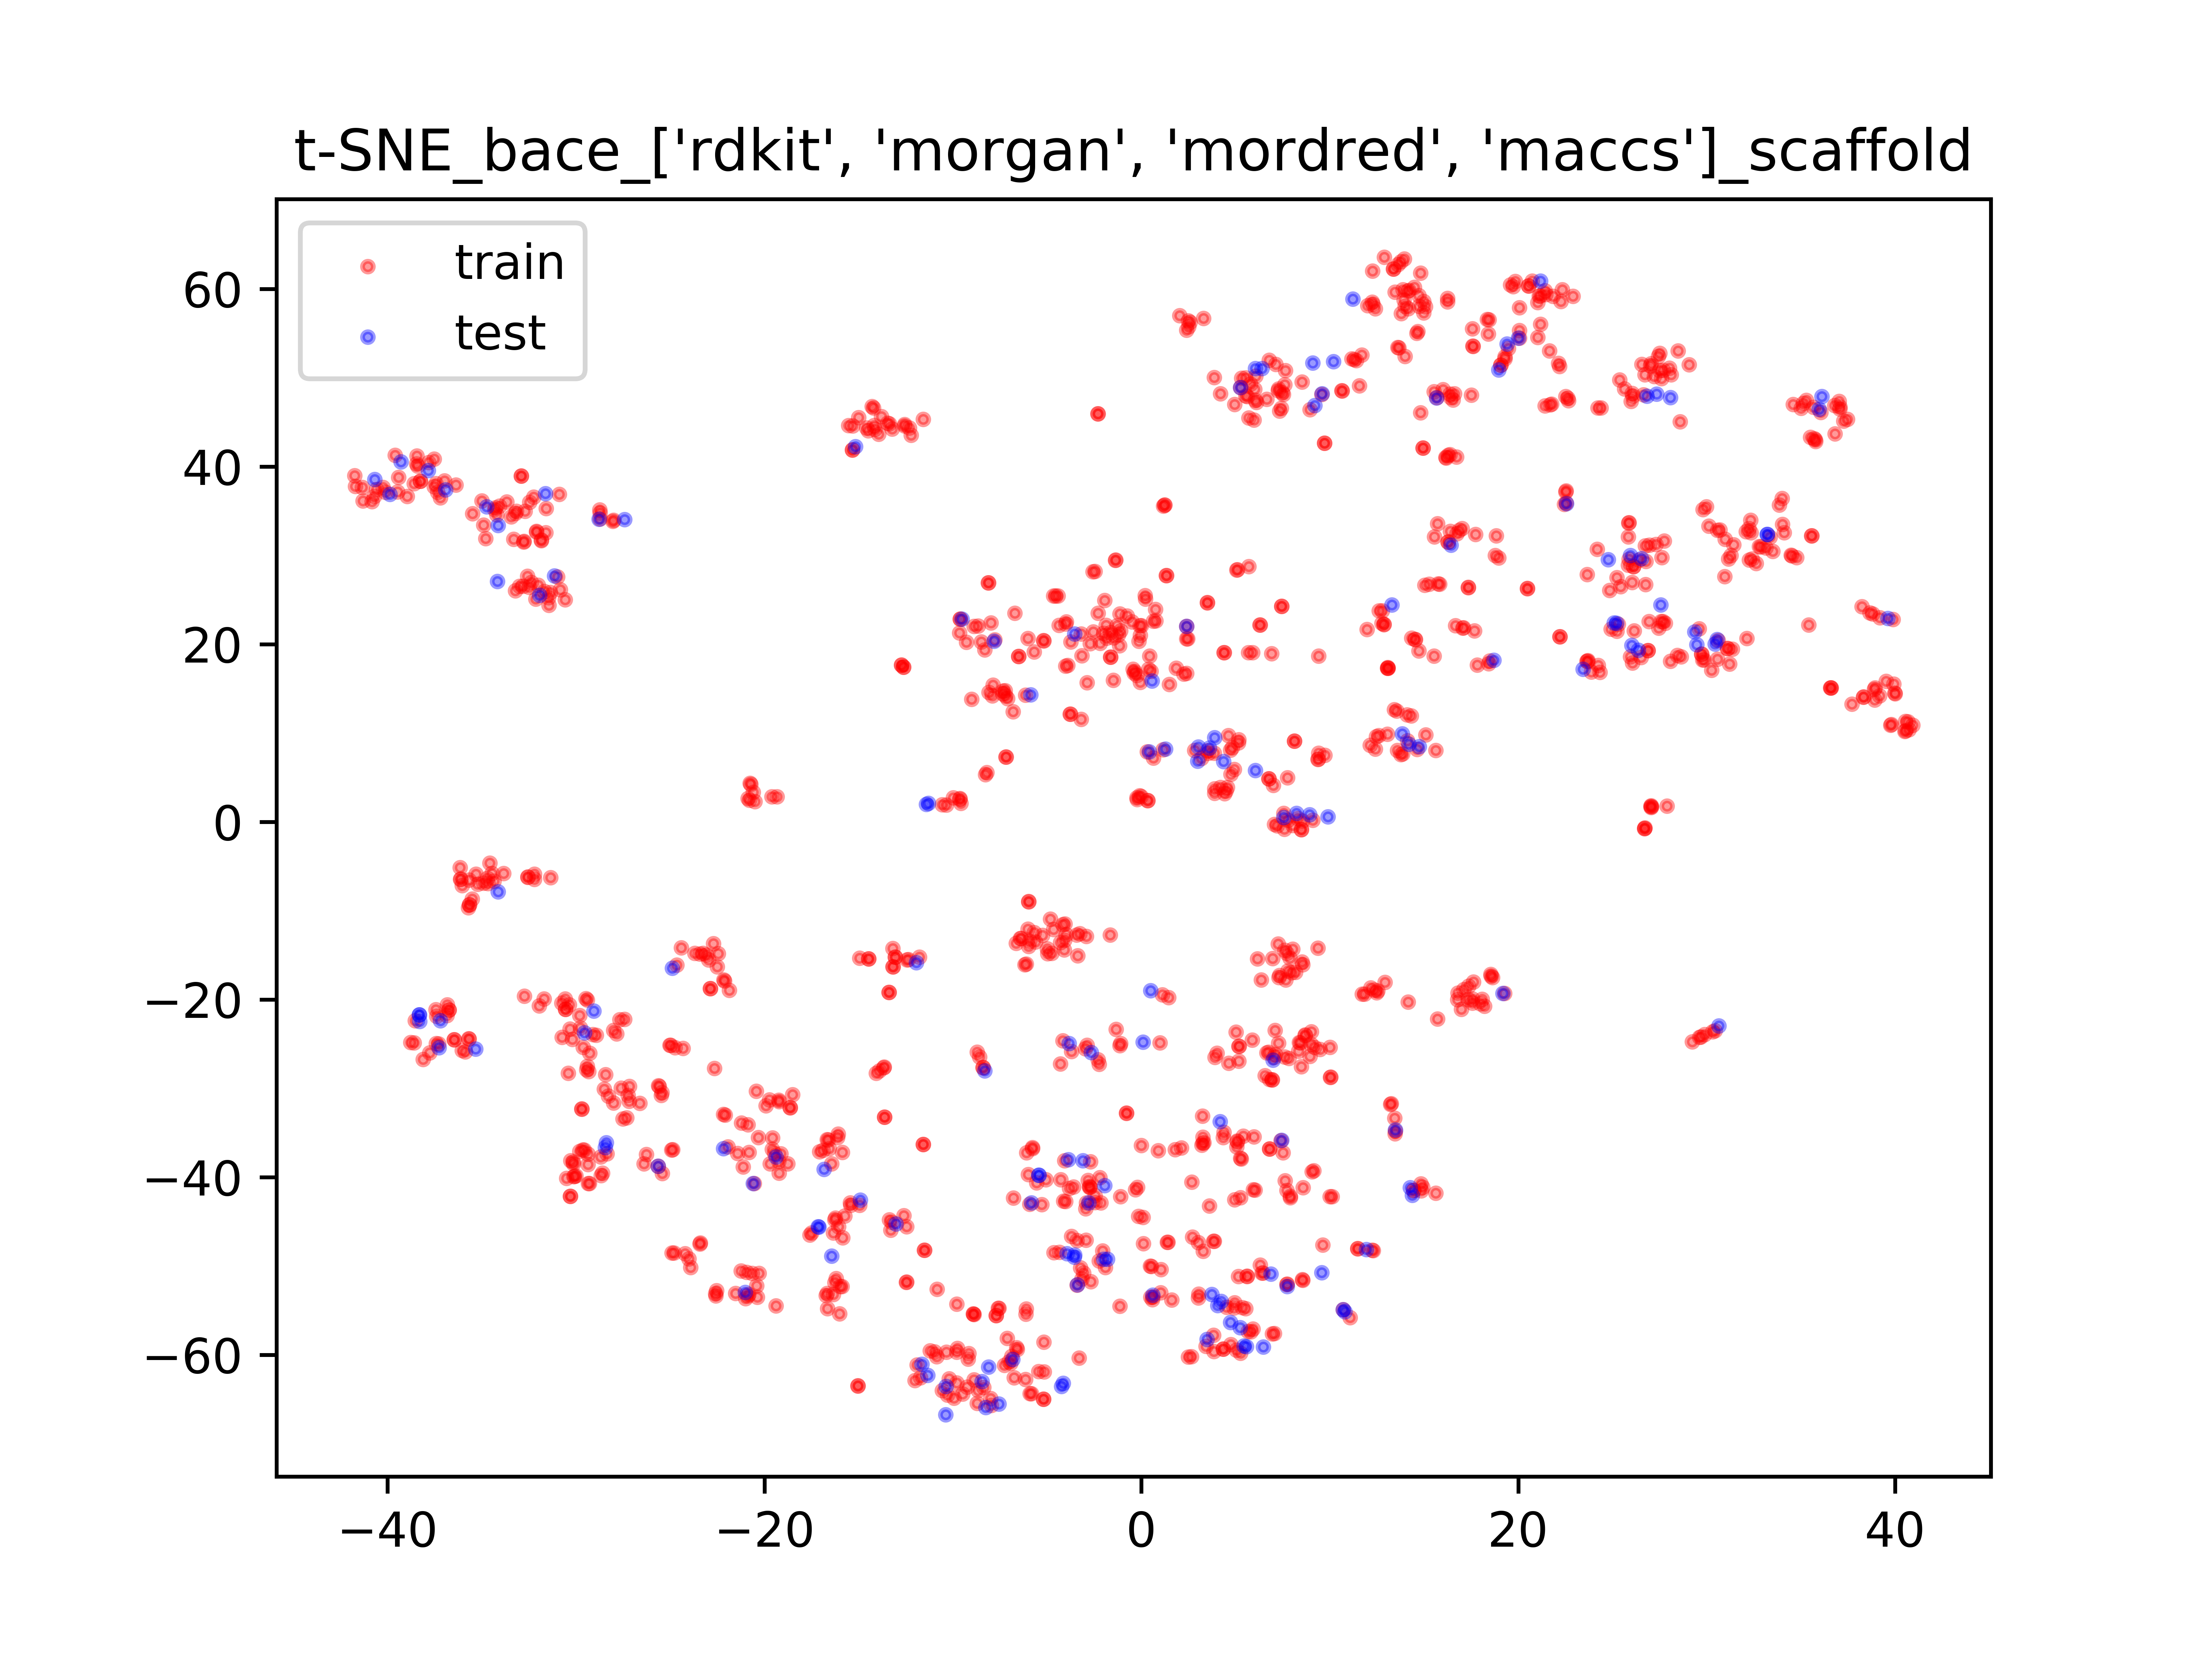 t-SNE_bace_['rdkit', 'morgan', 'mordred', 'maccs']_scaffold
train
test
60
40
20
0
−20
−40
−60
−40 −20 0 20 40